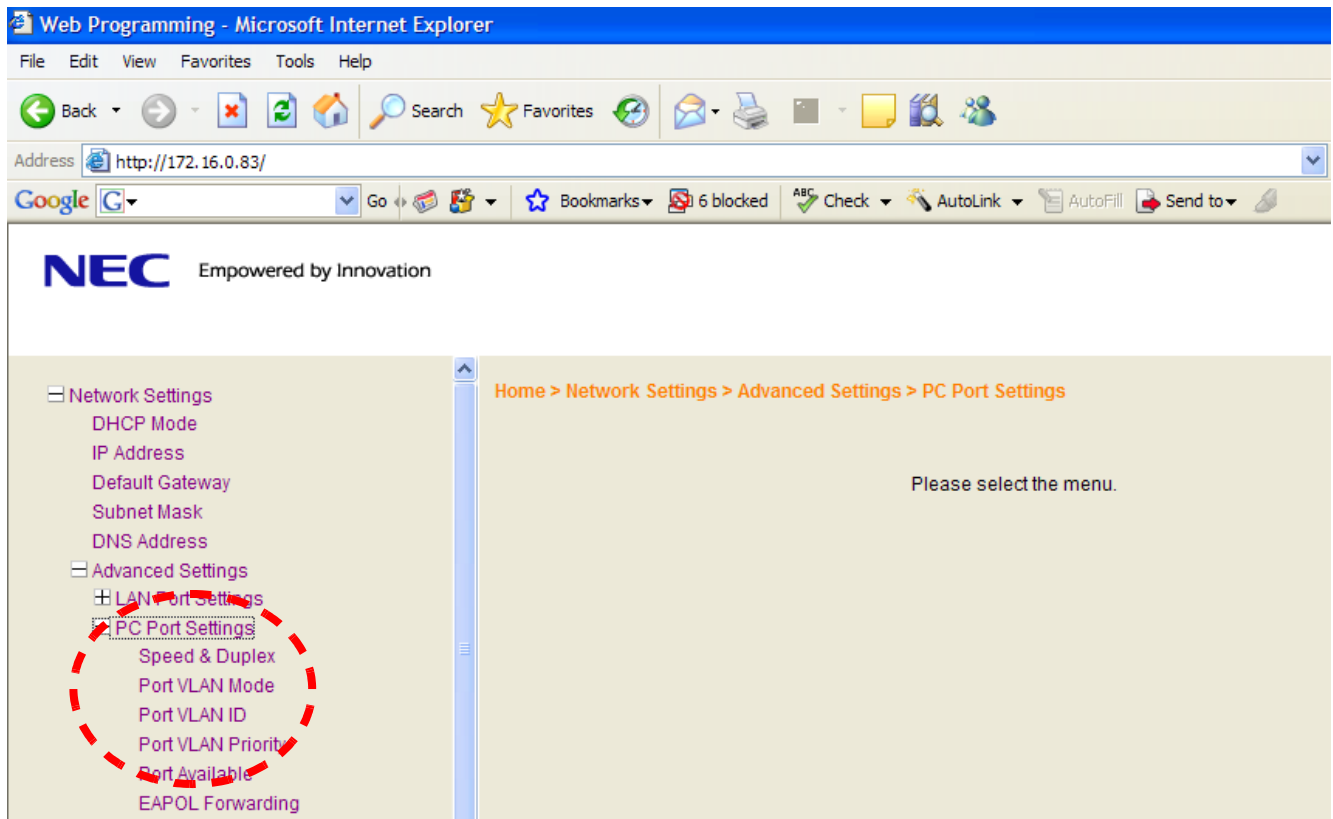 Web Programming - Microsoft Internet Explorer
File Edit View Favorites Tools Help
Back Search Favorites
Address http://172.16.0.83/
Google G Go Bookmarks 6 blocked ABC Check AutoLink AutoFill Send to
NEC Empowered by Innovation
Network Settings
DHCP Mode
IP Address
Default Gateway
Subnet Mask
DNS Address
Advanced Settings
LAN Port Settings
PC Port Settings
Speed & Duplex
Port VLAN Mode
Port VLAN ID
Port VLAN Priority
Port Available
EAPOL Forwarding
Home > Network Settings > Advanced Settings > PC Port Settings
Please select the menu.